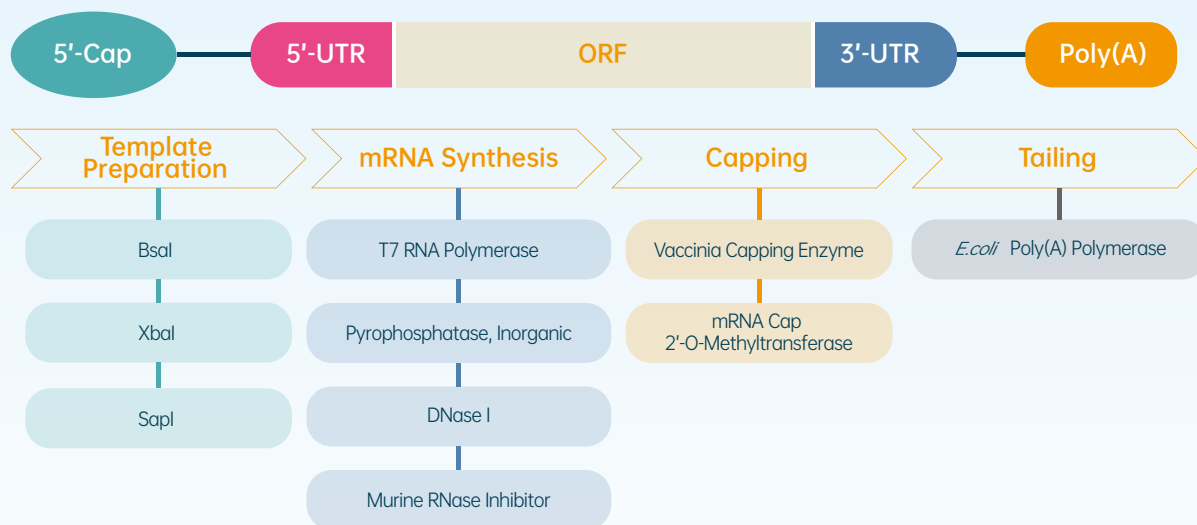 5'-Cap
5'-UTR
ORF
3'-UTR
Poly(A)
Template
Preparation
mRNA Synthesis
Capping
Tailing
BsaI
T7 RNA Polymerase
Vaccinia Capping Enzyme
E.coli Poly(A) Polymerase
XbaI
Pyrophosphatase, Inorganic
mRNA Cap
2'-O-Methyltransferase
SapI
DNase I
Murine RNase Inhibitor